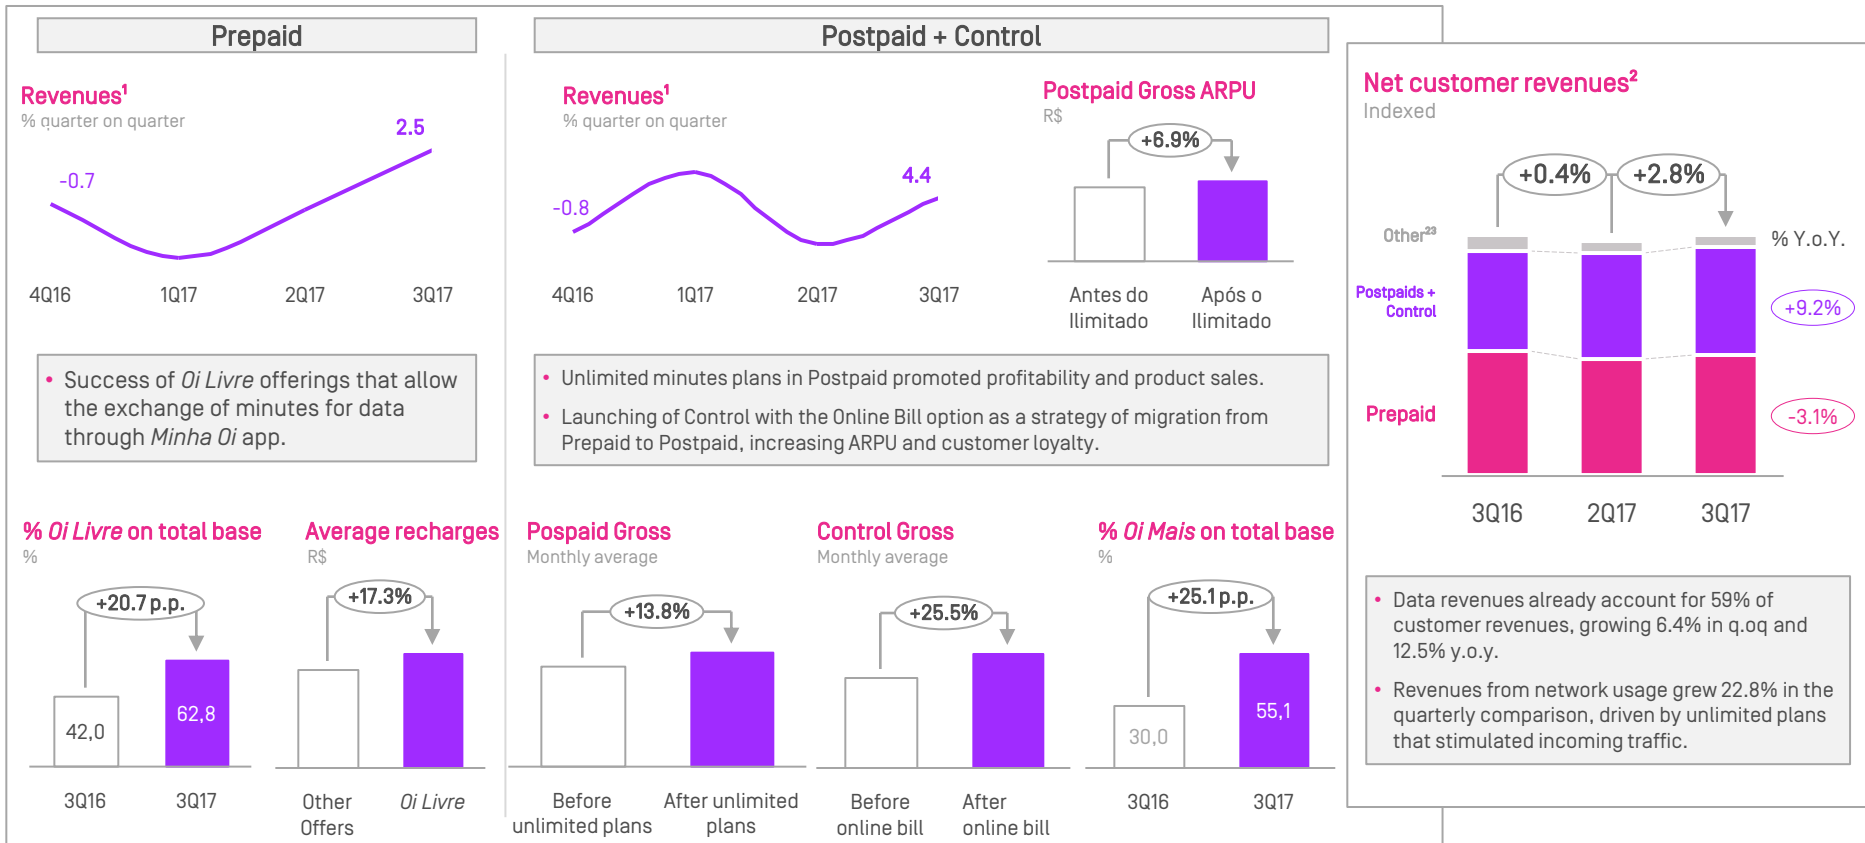 Prepaid
Revenues¹
% quarter on quarter
-0.7
2.5
4Q16
1Q17
2Q17
3Q17
• Success of Oi Livre offerings that allow
the exchange of minutes for data
through Minha Oi app.
% Oi Livre on total base
%
+20.7 p.p.
42,0
62,8
3Q16
3Q17
Average recharges
R$
+17.3%
Other
Offers
Oi Livre
Postpaid + Control
Revenues¹
% quarter on quarter
-0.8
4.4
4Q16
1Q17
2Q17
3Q17
Postpaid Gross ARPU
R$
+6.9%
Antes do
Ilimitado
Após o
Ilimitado
• Unlimited minutes plans in Postpaid promoted profitability and product sales.
• Launching of Control with the Online Bill option as a strategy of migration from
Prepaid to Postpaid, increasing ARPU and customer loyalty.
Pospaid Gross
Monthly average
+13.8%
Before
unlimited plans
After unlimited
plans
Control Gross
Monthly average
+25.5%
Before
online bill
After
online bill
% Oi Mais on total base
%
+25.1 p.p.
30,0
55,1
3Q16
3Q17
Net customer revenues²
Indexed
+0.4%
+2.8%
Other²³
% Y.o.Y.
Postpaids +
Control
+9.2%
Prepaid
-3.1%
3Q16
2Q17
3Q17
• Data revenues already account for 59% of
customer revenues, growing 6.4% in q.oq and
12.5% y.o.y.
• Revenues from network usage grew 22.8% in the
quarterly comparison, driven by unlimited plans
that stimulated incoming traffic.